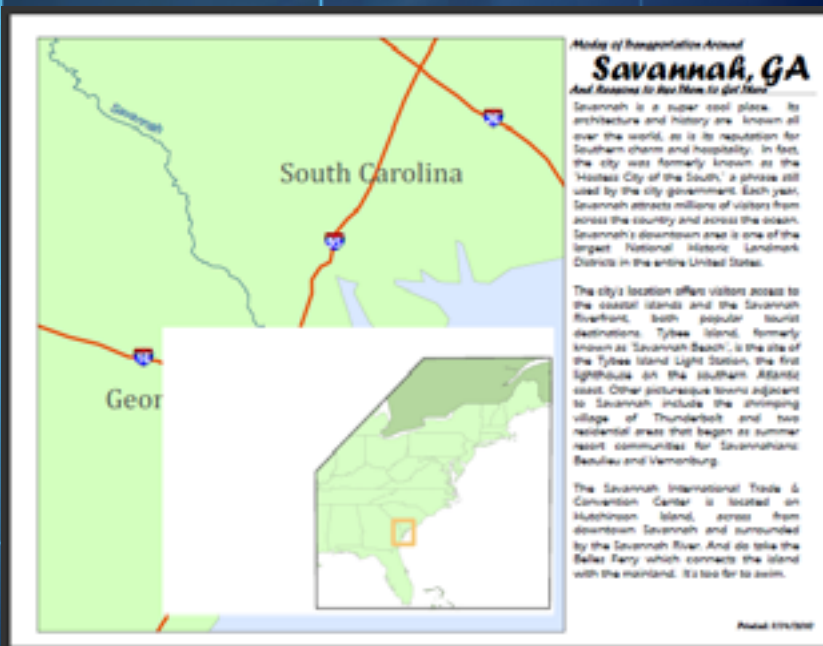 Modes of Transportation Around
Savannah, GA
And Reasons to Use Them to Get There
Savannah is a super cool place. Its
architecture and history are known all
over the world, as is its reputation for
Southern charm and hospitality. In fact,
the city was formerly known as the
'Hostess City of the South,' a phrase still
used by the city government. Each year,
Savannah attracts millions of visitors from
across the country and across the ocean.
Savannah's downtown area is one of the
largest National Historic Landmark
Districts in the entire United States.
The city's location offers visitors access to
the coastal islands and the Savannah
Riverfront, both popular tourist
destinations. Tybee Island, formerly
known as 'Savannah Beach', is the site of
the Tybee Island Light Station, the first
lighthouse on the southern Atlantic
coast. Other picturesque towns adjacent
to Savannah include the shrimping
village of Thunderbolt and two
residential areas that began as summer
resort communities for Savannahians:
Beaulieu and Vernonburg.
The Savannah International Trade &
Convention Center is located on
Hutchinson Island, across from
downtown Savannah and surrounded
by the Savannah River. And do take the
Belles Ferry which connects the island
with the mainland. It's too far to swim.
Printed:
Savannah
South Carolina
95
Geor